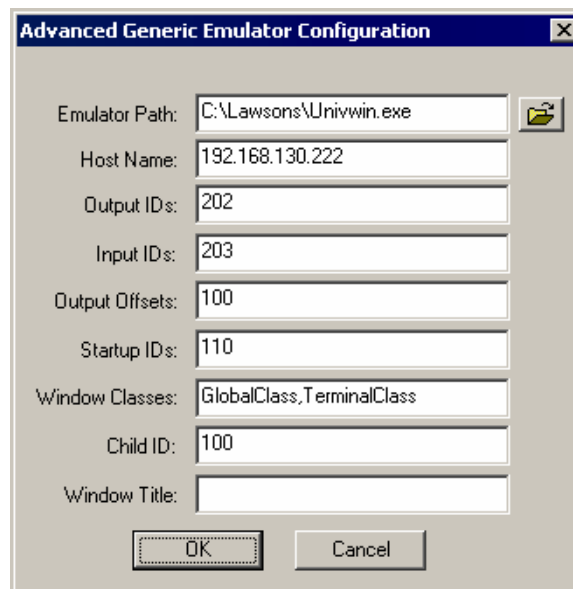 Advanced Generic Emulator Configuration
Emulator Path: C:\Lawsons\Univwin.exe
Host Name: 192.168.130.222
Output IDs: 202
Input IDs: 203
Output Offsets: 100
Startup IDs: 110
Window Classes: GlobalClass,TerminalClass
Child ID: 100
Window Title:
OK Cancel